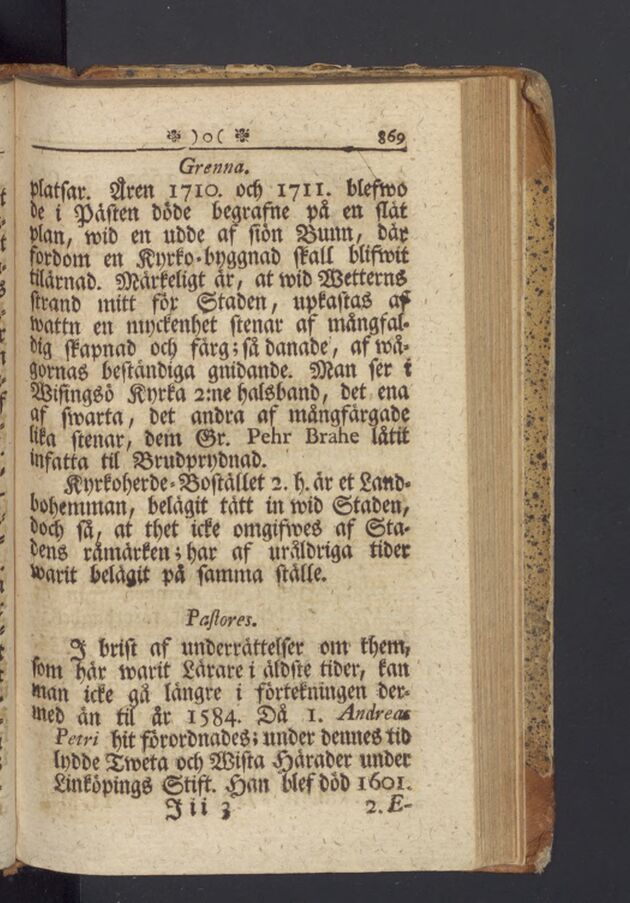 )o( 869
Grenna.
platsar. Åren 1710. och 1711. blefwo
de i Pästen döde begrafne på en slät
plan, wid en udde af siön Bunn, där
fordom en Kyrko-byggnad skall blifwit
tilärnad. Märkeligt är, at wid Wetterns
strand mitt för Staden, upkastas af
wattn en myckenhet stenar af mångfal-
dig skapnad och färg; så danade, af wå-
gornas beständiga gnidande. Man ser i
Wisingsö Kyrka 2:ne halsband, det ena
af swarta, det andra af mångfärgade
lika stenar, dem Gr. Pehr Brahe låtit
infatta til Brudprydnad.
Kyrkoherde-Bostället 2. h. är et Land-
bohemman, belägit tätt in wid Staden,
doch så, at thet icke omgifwes af Sta-
dens råmärken; har af uråldriga tider
warit belägit på samma ställe.
Pastores.
I brist af underrättelser om them,
som här warit Lärare i äldste tider, kan
man icke gå längre i förtekningen der-
med än til år 1584. Då 1. Andreas
Petri hit förordnades; under dennes tid
lydde Tweta och Wista Härader under
Linköpings Stift. Han blef död 1601.
Iii 3 2. E-